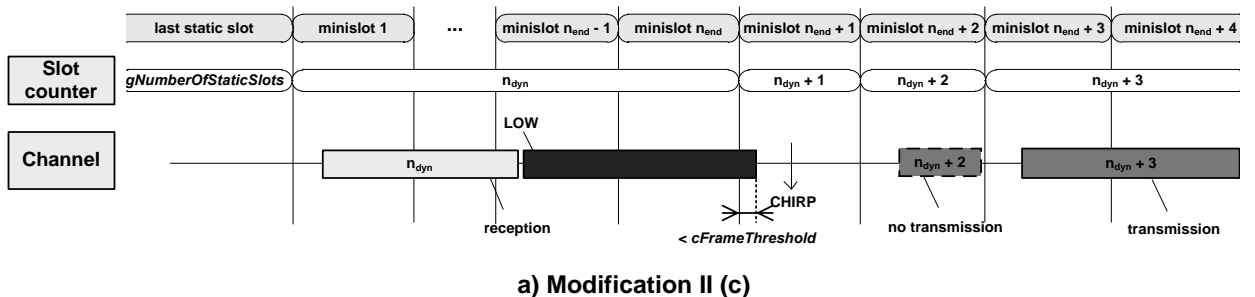 last static slot minislot 1 ... minislot nend - 1 minislot nend minislot nend + 1 minislot nend + 2 minislot nend + 3 minislot nend + 4
Slot
counter
gNumberOfStaticSlots ndyn ndyn + 1 ndyn + 2 ndyn + 3
LOW
Channel
ndyn ndyn + 2 ndyn + 3
CHIRP
reception
< cFrameThreshold
no transmission
transmission
a) Modification II (c)